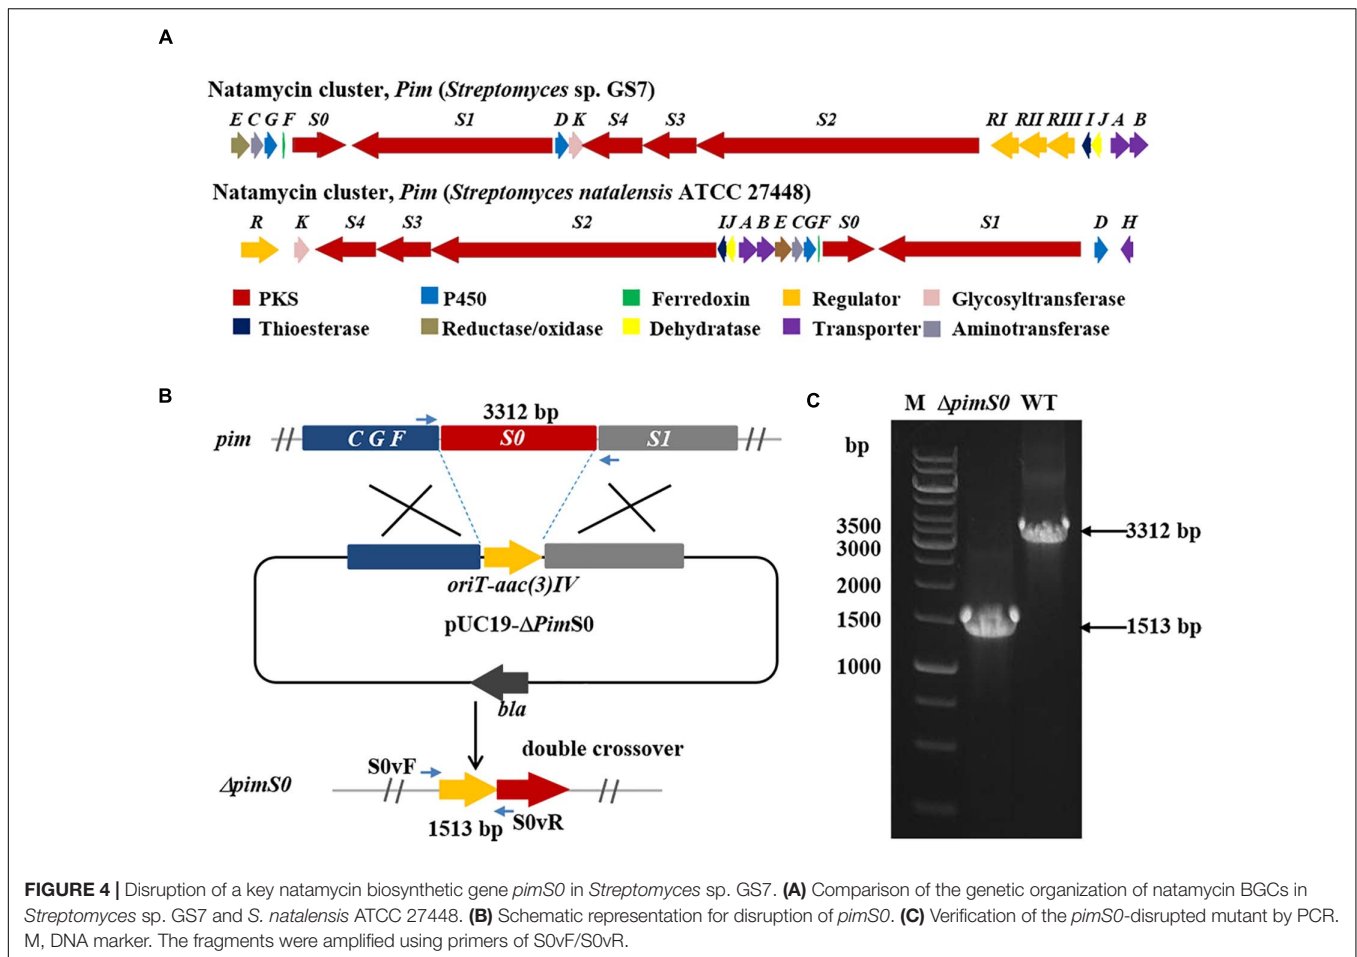 A
Natamycin cluster, Pim (Streptomyces sp. GS7)
E C G F S0 S1 D K S4 S3 S2 RI RII RIII I J A B
Natamycin cluster, Pim (Streptomyces natalensis ATCC 27448)
R K S4 S3 S2 I J A B E C G F S0 S1 D H
PKS P450 Ferredoxin Regulator Glycosyltransferase
Thioesterase Reductase/oxidase Dehydratase Transporter Aminotransferase
B
3312 bp
pim C G F S0 S1
oriT-aac(3)IV
pUC19-ΔPimS0
bla
double crossover
S0vF
ΔpimS0
1513 bp S0vR
C
M ΔpimS0 WT
bp
3500
3000
2000
1500
1000
3312 bp
1513 bp
FIGURE 4 | Disruption of a key natamycin biosynthetic gene pimS0 in Streptomyces sp. GS7. (A) Comparison of the genetic organization of natamycin BGCs in
Streptomyces sp. GS7 and S. natalensis ATCC 27448. (B) Schematic representation for disruption of pimS0. (C) Verification of the pimS0-disrupted mutant by PCR.
M, DNA marker. The fragments were amplified using primers of S0vF/S0vR.